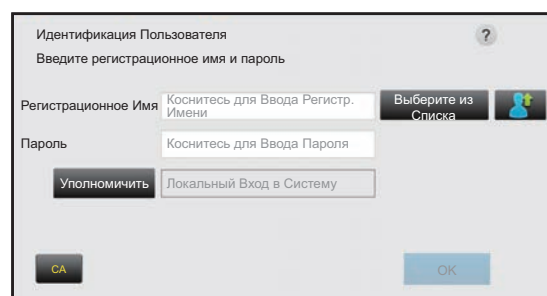 Идентификация Пользователя
?
Введите регистрационное имя и пароль
Регистрационное Имя
Коснитесь для Ввода Регистр.
Имени
Выберите из
Списка
Пароль
Коснитесь для Ввода Пароля
Уполномичить
Локальный Вход в Систему
CA
OK